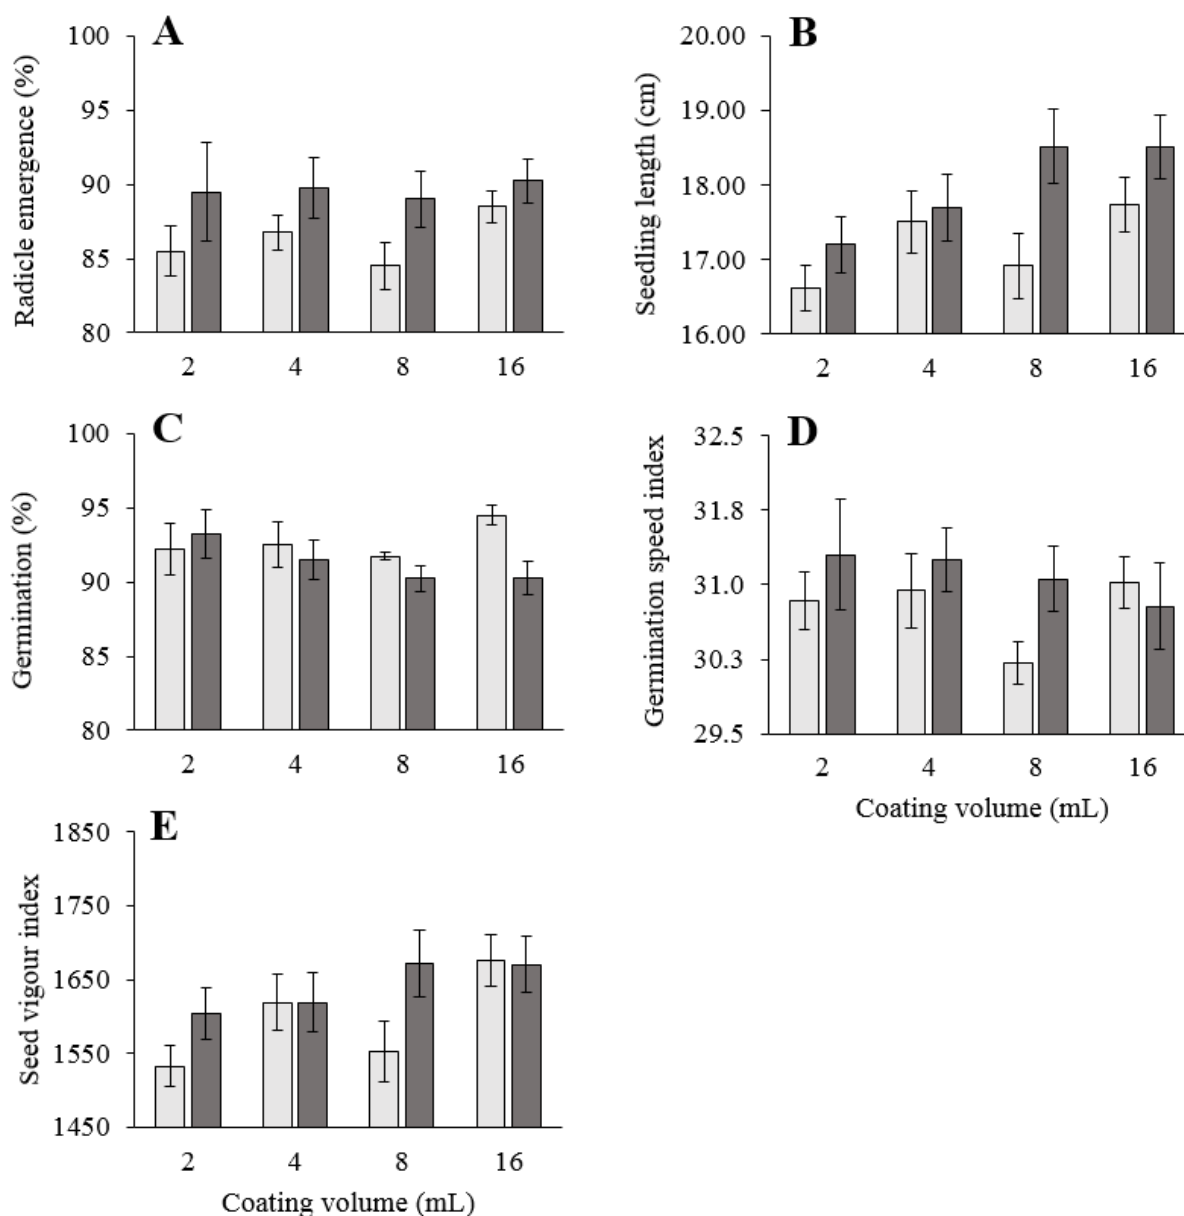 A
Radicle emergence (%)
100
95
90
85
80
2 4 8 16
B
Seedling length (cm)
20.00
19.00
18.00
17.00
16.00
2 4 8 16
C
Germination (%)
100
95
90
85
80
2 4 8 16
D
Germination speed index
32.5
31.8
31.0
30.3
29.5
2 4 8 16
Coating volume (mL)
E
Seed vigour index
1850
1750
1650
1550
1450
2 4 8 16
Coating volume (mL)